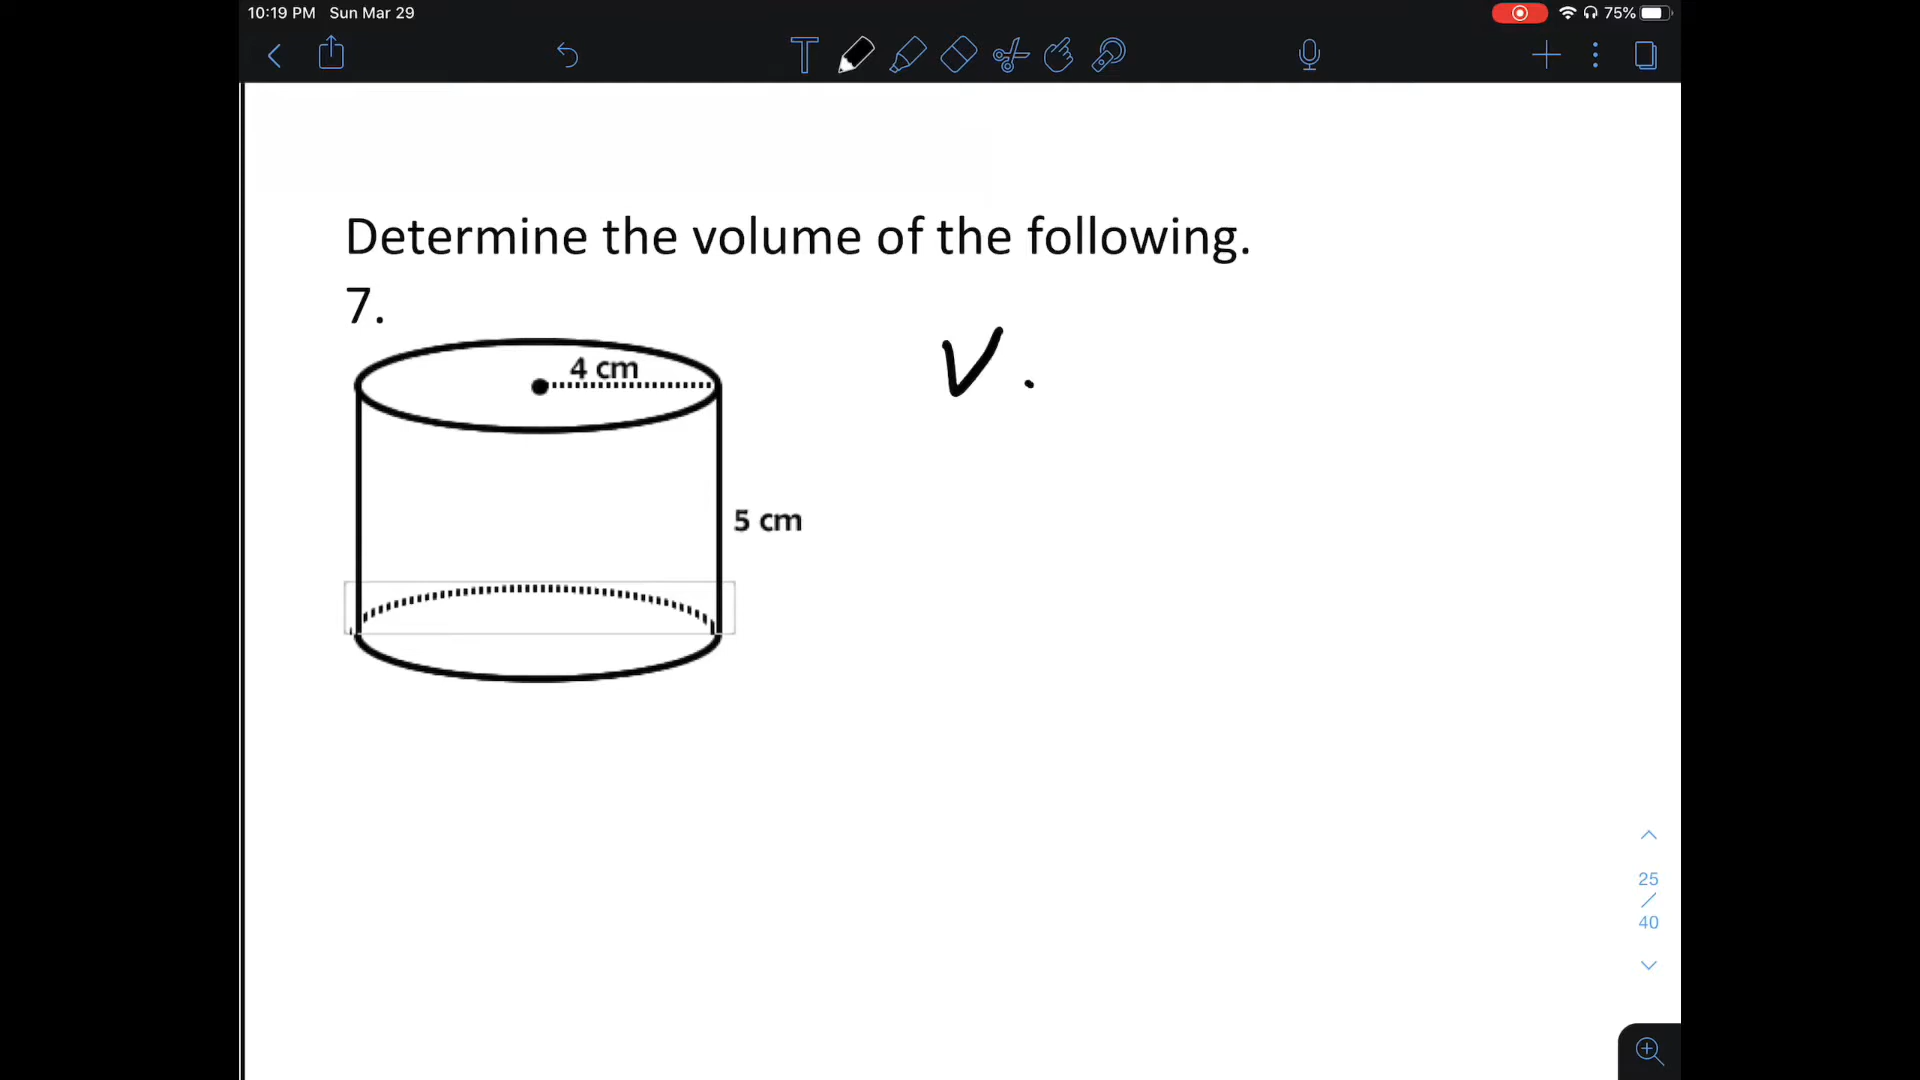 10:19 PM Sun Mar 29
75%
T
Determine the volume of the following.
7.
4 cm
V .
5 cm
25
/
40